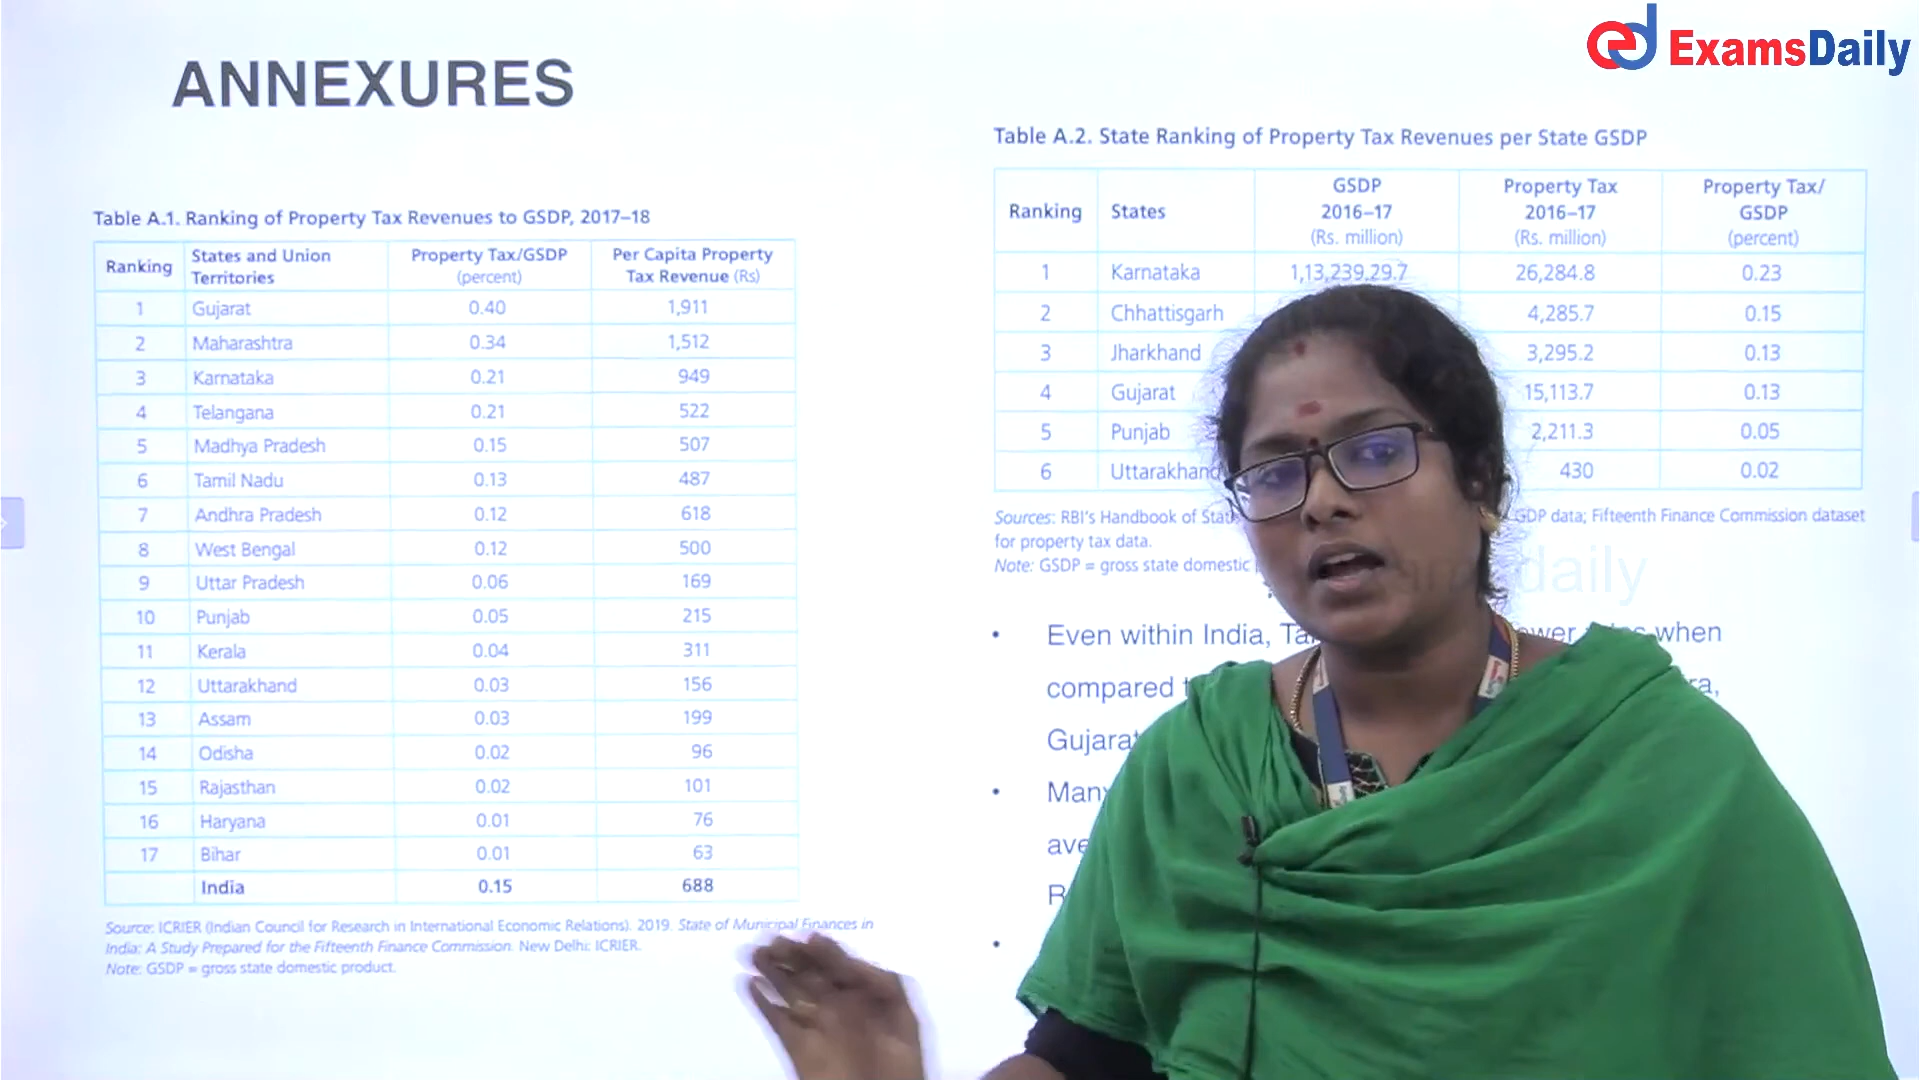 ExamsDaily
ANNEXURES
Table A.1. Ranking of Property Tax Revenues to GSDP, 2017–18
Ranking States and Union Territories Property Tax/GSDP (percent) Per Capita Property Tax Revenue (Rs)
1 Gujarat 0.40 1,911
2 Maharashtra 0.34 1,512
3 Karnataka 0.21 949
4 Telangana 0.21 522
5 Madhya Pradesh 0.15 507
6 Tamil Nadu 0.13 487
7 Andhra Pradesh 0.12 618
8 West Bengal 0.12 500
9 Uttar Pradesh 0.06 169
10 Punjab 0.05 215
11 Kerala 0.04 311
12 Uttarakhand 0.03 156
13 Assam 0.03 199
14 Odisha 0.02 96
15 Rajasthan 0.02 101
16 Haryana 0.01 76
17 Bihar 0.01 63
India 0.15 688
Source: ICRIER (Indian Council for Research in International Economic Relations). 2019. State of Municipal Finances in
India: A Study Prepared for the Fifteenth Finance Commission. New Delhi: ICRIER.
Note: GSDP = gross state domestic product.
Table A.2. State Ranking of Property Tax Revenues per State GSDP
Ranking States GSDP 2016–17 (Rs. million) Property Tax 2016–17 (Rs. million) Property Tax/ GSDP (percent)
1 Karnataka 1,13,239,29.7 26,284.8 0.23
2 Chhattisgarh 4,285.7 0.15
3 Jharkhand 3,295.2 0.13
4 Gujarat 15,113.7 0.13
5 Punjab 2,211.3 0.05
6 Uttarakhand 430 0.02
Sources: RBI's Handbook of GDP data; Fifteenth Finance Commission dataset
for property tax data.
Note: GSDP = gross state domestic
daily
• Even within India, when
compared
•
•